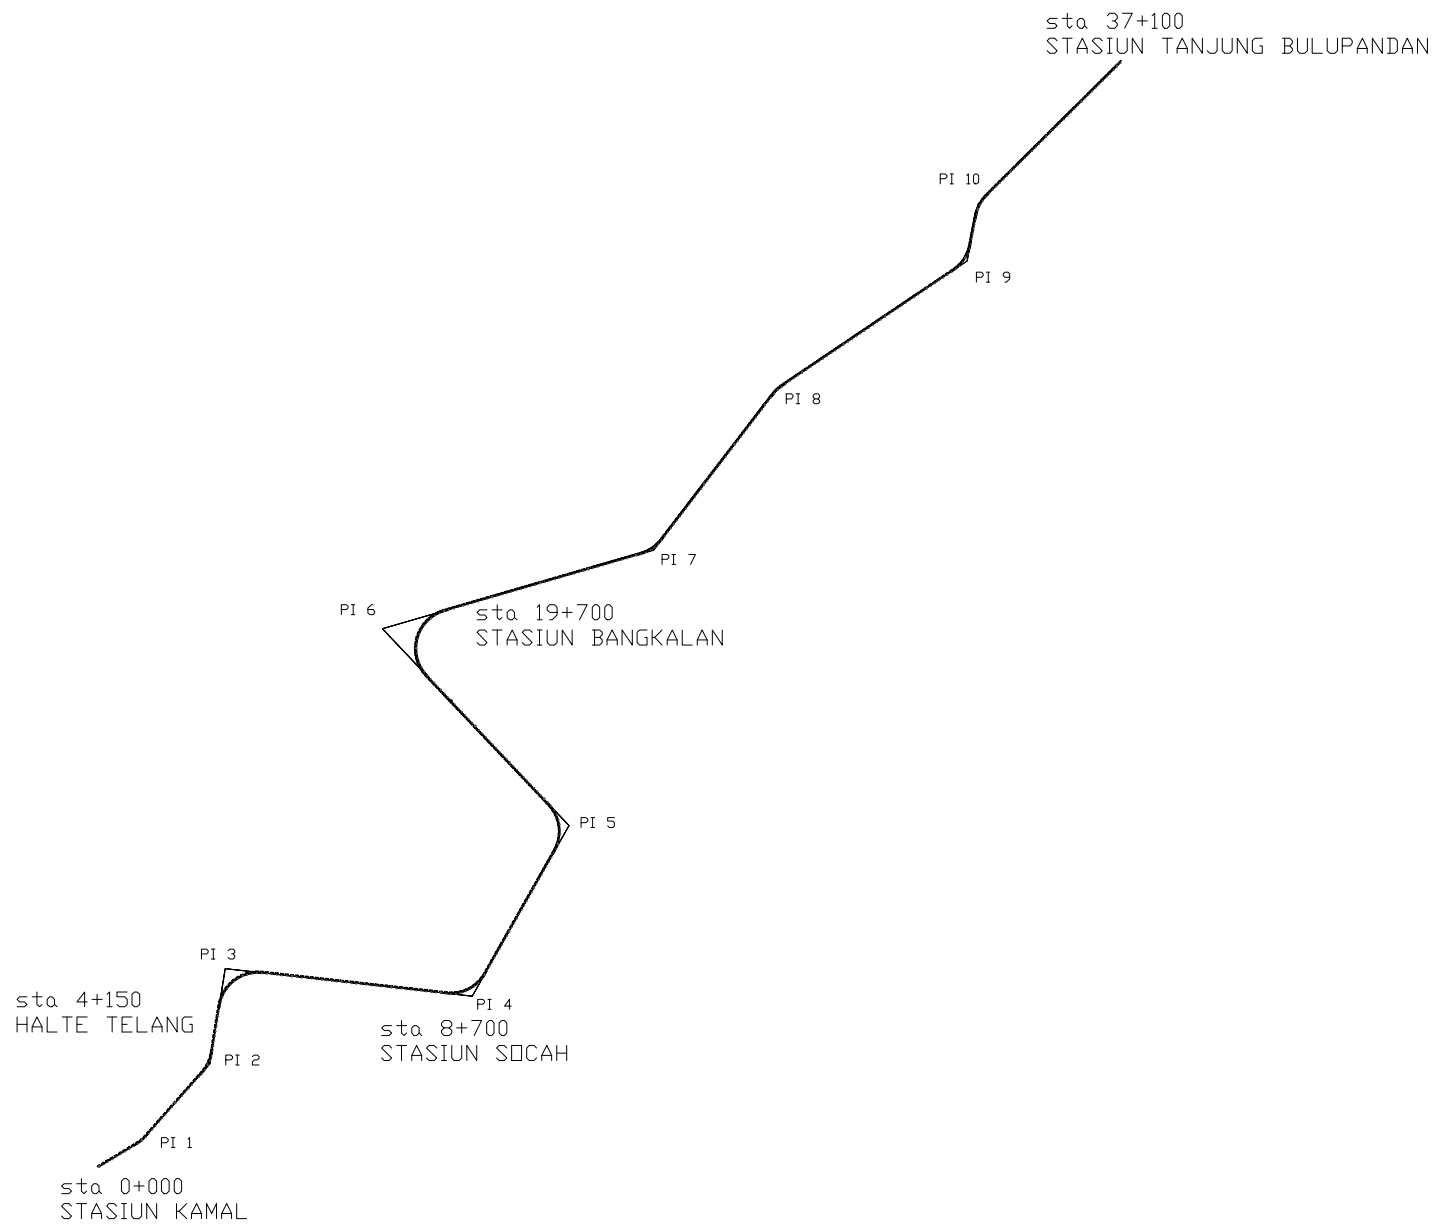 sta 37+100
STASIUN TANJUNG BULUPANDAN
PI 10
PI 9
PI 8
PI 7
PI 6
sta 19+700
STASIUN BANGKALAN
PI 5
PI 3
sta 4+150
HALTE TELANG
PI 4
sta 8+700
STASIUN S□CAH
PI 2
PI 1
sta 0+000
STASIUN KAMAL